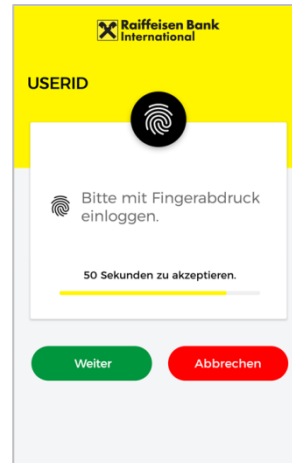 Raiffeisen Bank
International
USERID
Bitte mit Fingerabdruck
einloggen.
50 Sekunden zu akzeptieren.
Weiter
Abbrechen